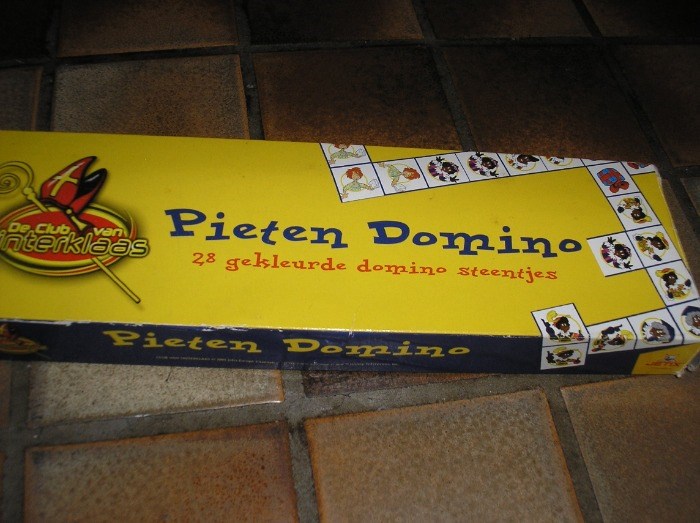 De Club van
interklaas
Pieten Domino
28 gekleurde domino steentjes
Pieten Domino